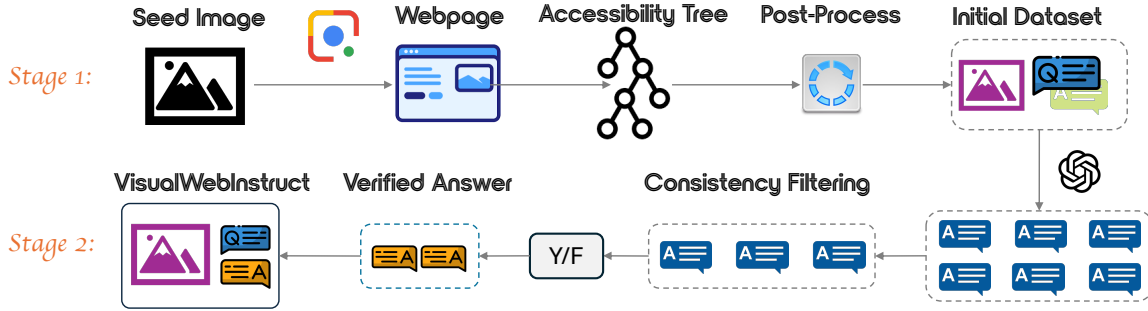 Seed Image
Webpage
Accessibility Tree
Post-Process
Initial Dataset
Stage 1:
Q
A
VisualWebInstruct
Verified Answer
Consistency Filtering
Stage 2:
Q
A
A
A
Y/F
A
A
A
A
A
A
A
A
A